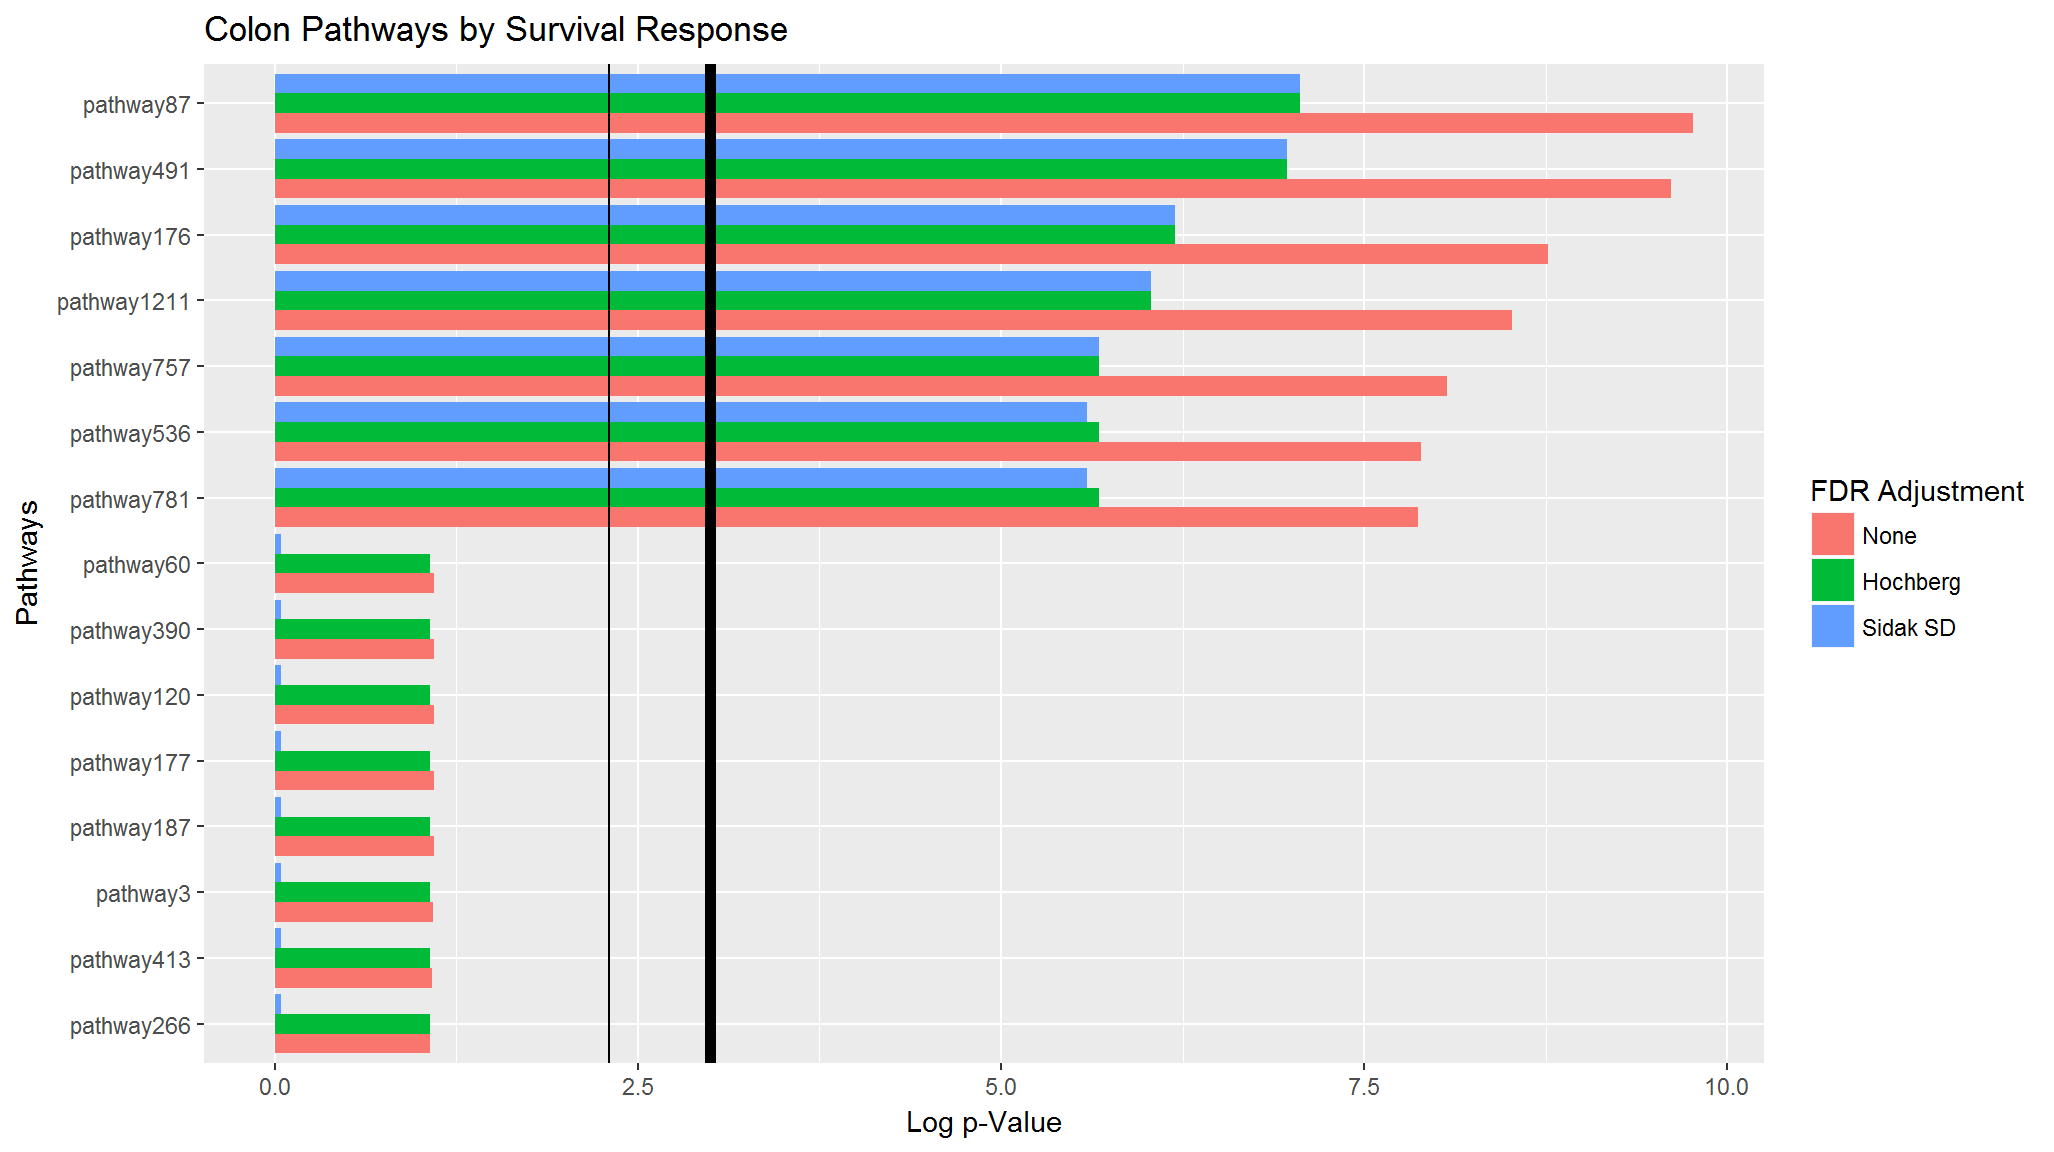 Colon Pathways by Survival Response
Pathways
pathway87
pathway491
pathway176
pathway1211
pathway757
pathway536
pathway781
pathway60
pathway390
pathway120
pathway177
pathway187
pathway3
pathway413
pathway266
0.0 2.5 5.0 7.5 10.0
Log p-Value
FDR Adjustment
None
Hochberg
Sidak SD